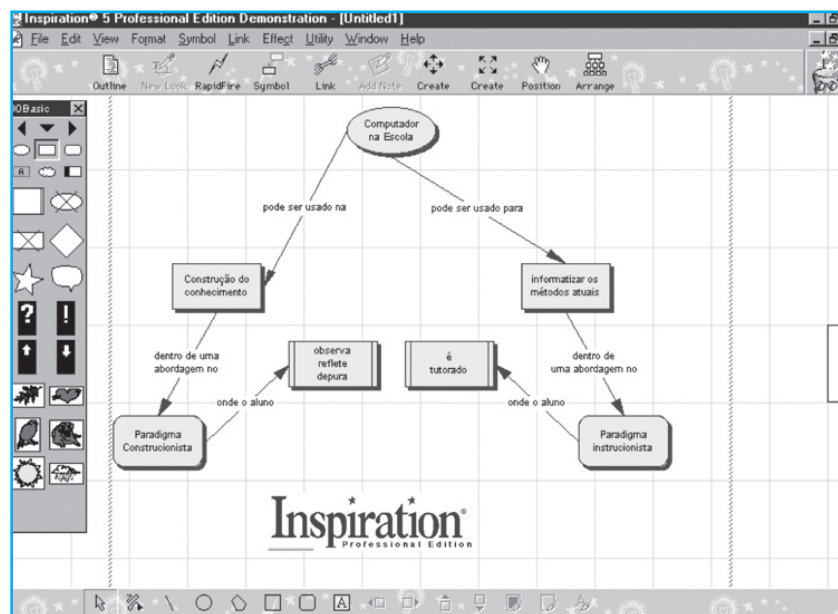 Inspiration® 5 Professional Edition Demonstration - [Untitled1]
File Edit View Format Symbol Link Effect Utility Window Help
Outline New Look RapidFire Symbol Link Add Note Create Create Position Arrange
Basic
A
?
!
Computador
na Escola
pode ser usado na
pode ser usado para
Construção do
conhecimento
informatizar os
métodos atuais
dentro de uma
abordagem no
observa
reflete
depura
é
tutorado
dentro de
uma abordagem no
onde o aluno
onde o aluno
Paradigma
Construcionista
Paradigma
instrucionista
Inspiration®
Professional Edition
A